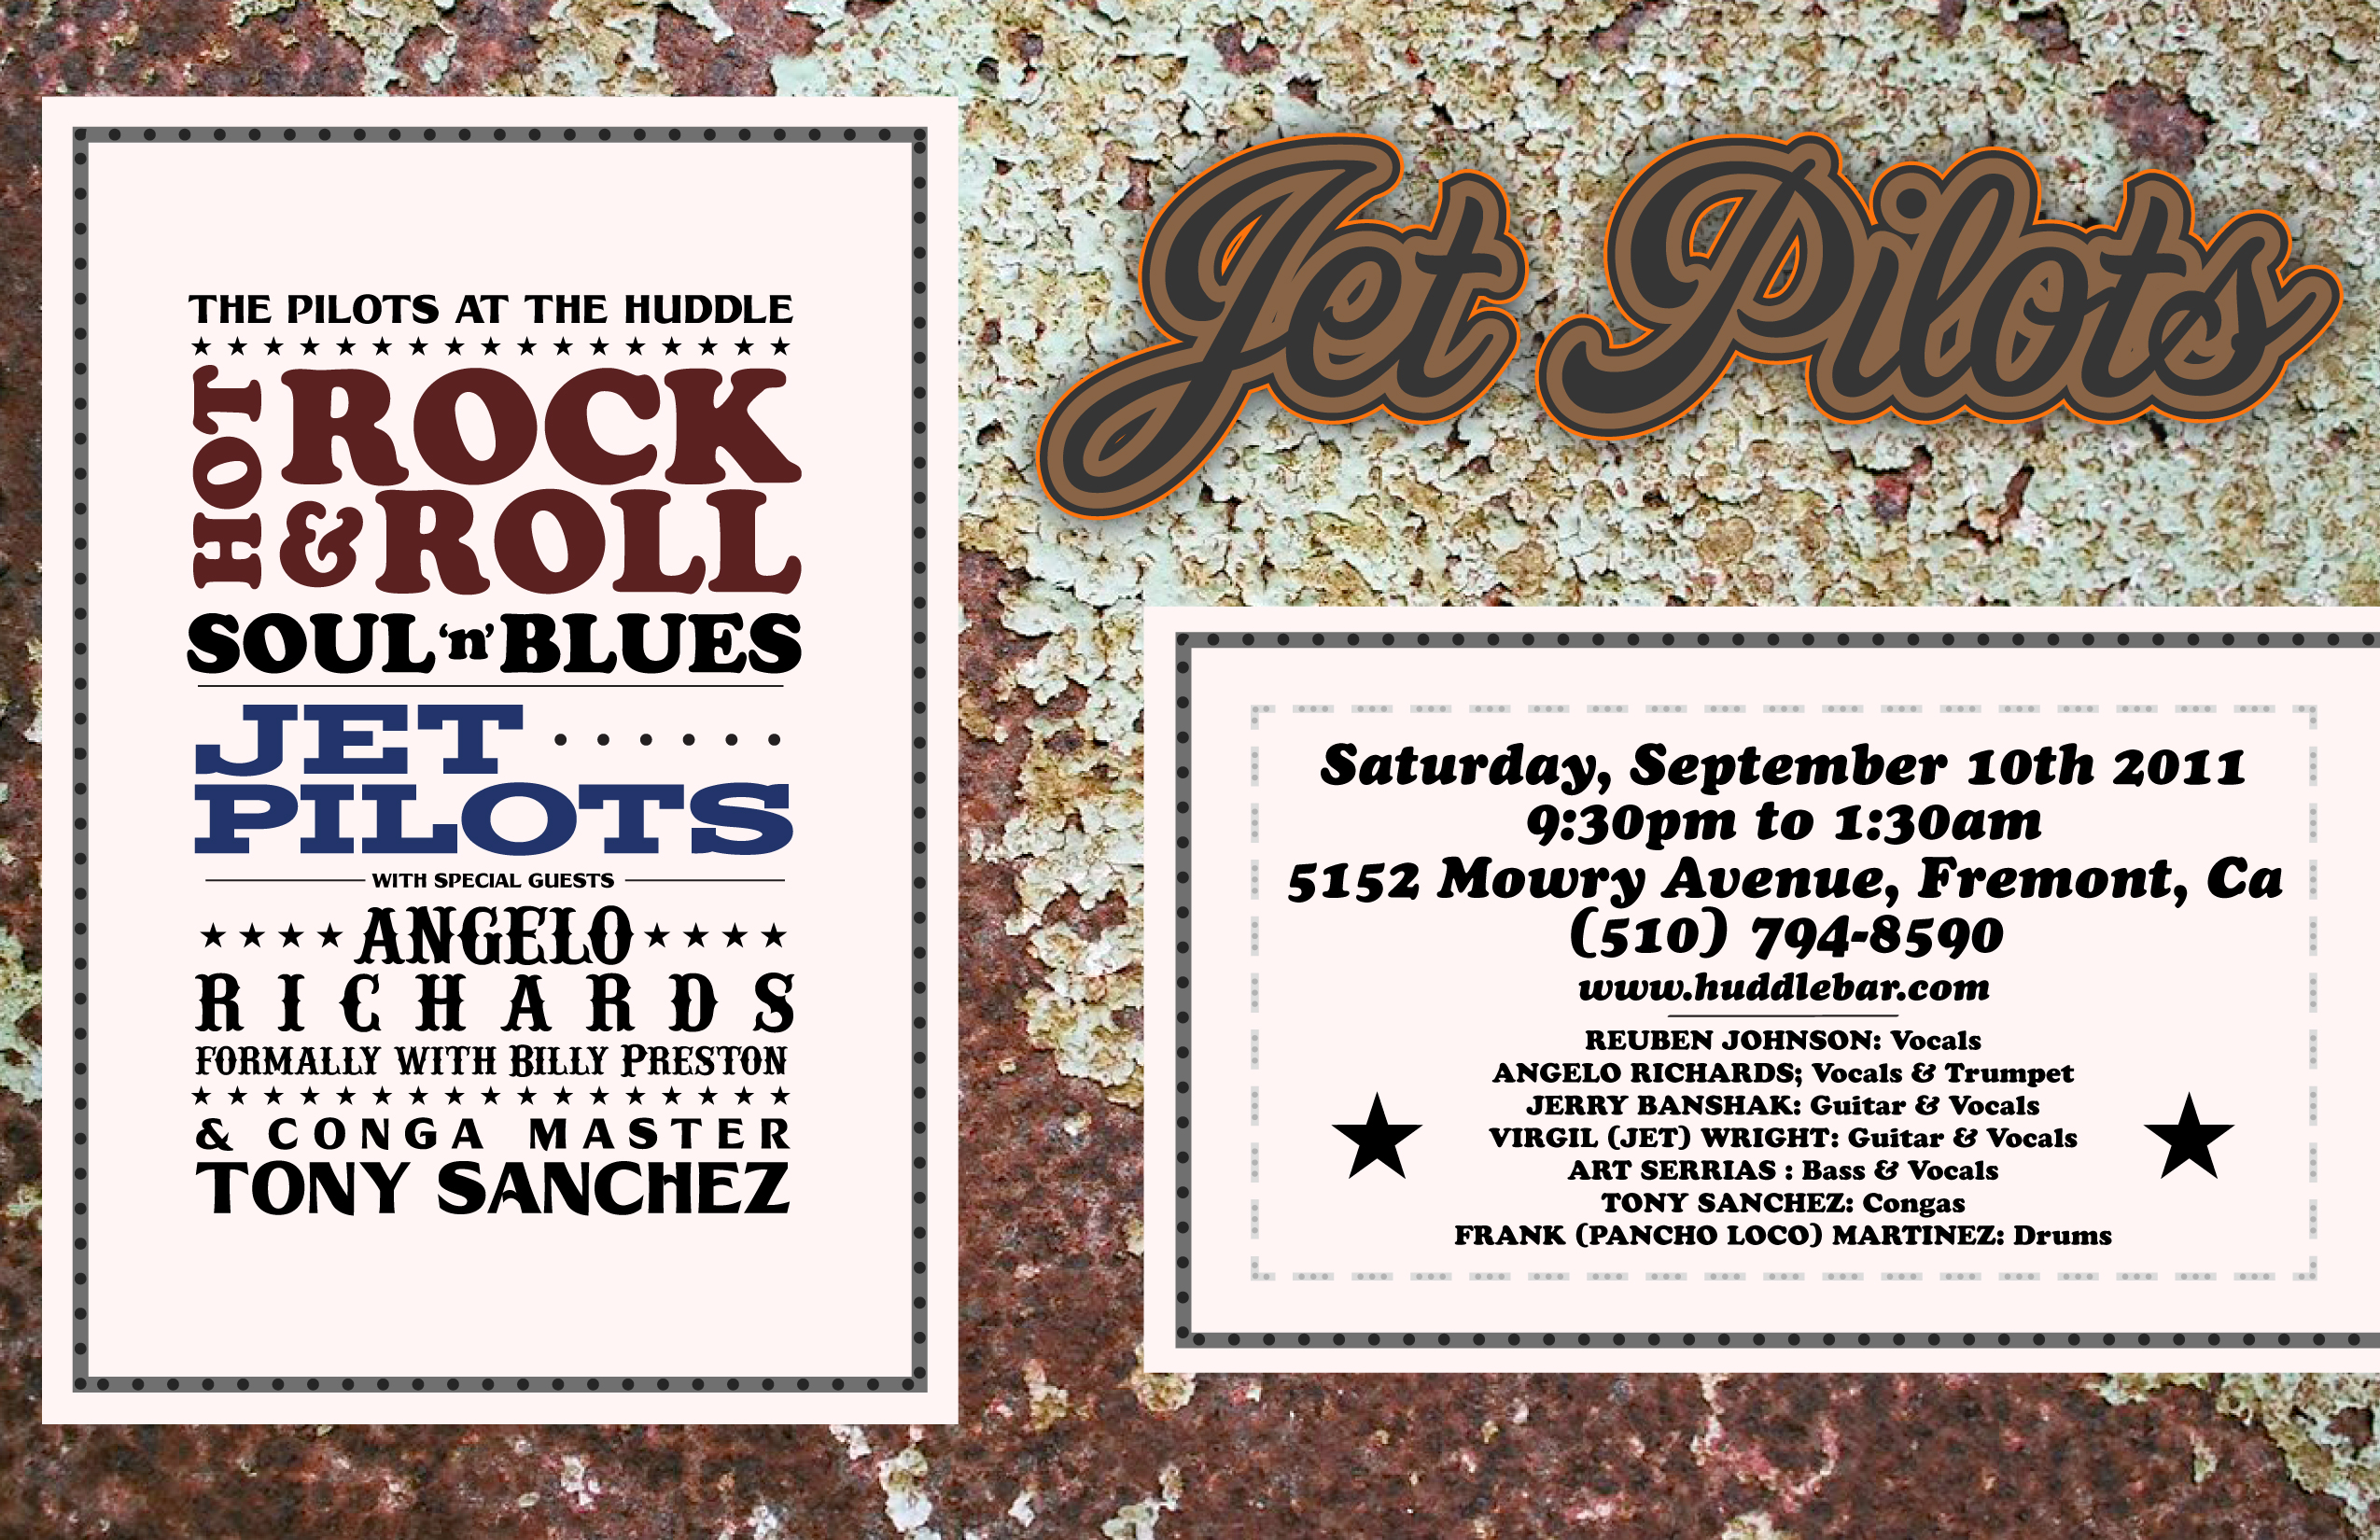 THE PILOTS AT THE HUDDLE
HOT ROCK
& ROLL
SOUL 'n' BLUES
JET
PILOTS
WITH SPECIAL GUESTS
ANGELO
RICHARDS
FORMALLY WITH BILLY PRESTON
& CONGA MASTER
TONY SANCHEZ
Jet Pilots
Saturday, September 10th 2011
9:30pm to 1:30am
5152 Mowry Avenue, Fremont, Ca
(510) 794-8590
www.huddlebar.com
REUBEN JOHNSON: Vocals
ANGELO RICHARDS; Vocals & Trumpet
JERRY BANSHAK: Guitar & Vocals
VIRGIL (JET) WRIGHT: Guitar & Vocals
ART SERRIAS : Bass & Vocals
TONY SANCHEZ: Congas
FRANK (PANCHO LOCO) MARTINEZ: Drums